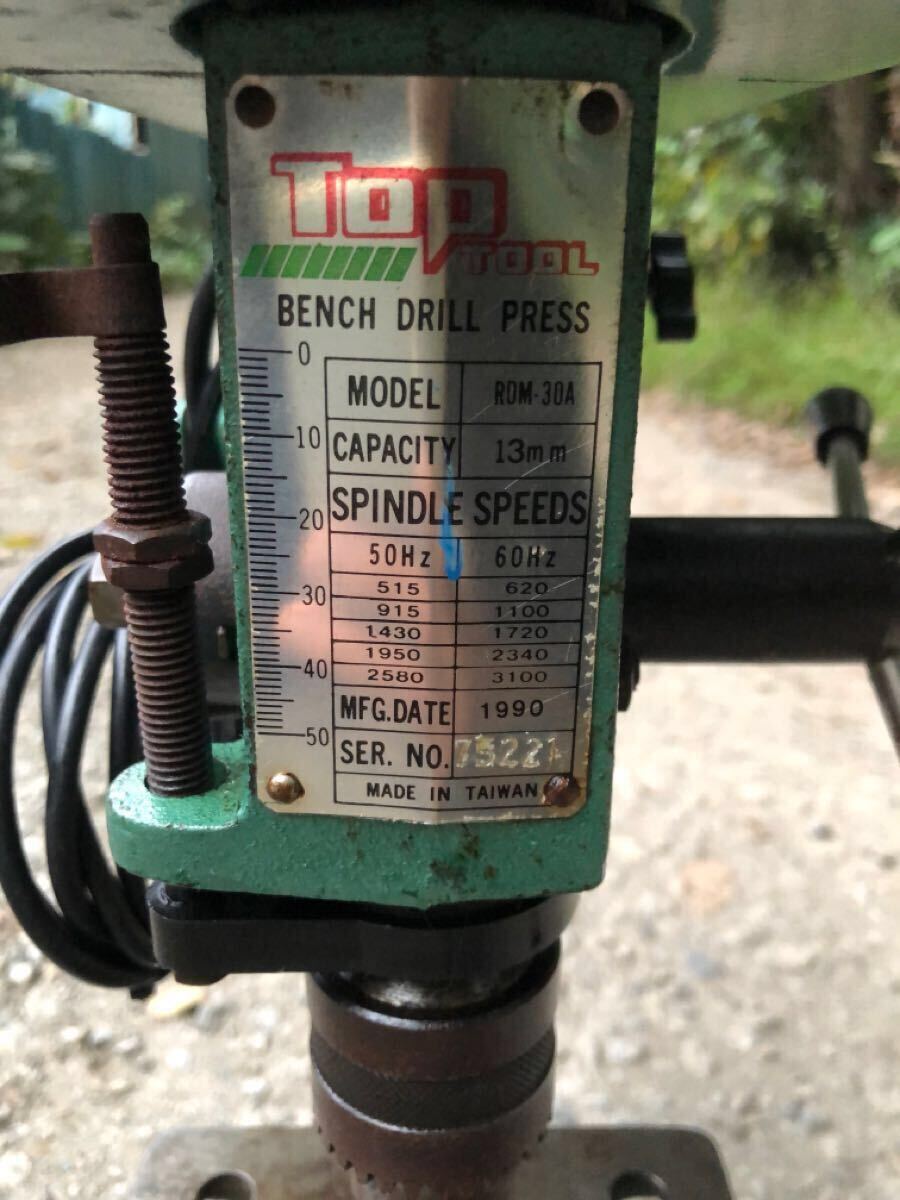 Top
TOOL
BENCH DRILL PRESS
0
10
20
30
40
50
MODEL RDM-30A
CAPACITY 13mm
SPINDLE SPEEDS
50Hz 60Hz
515 620
915 1100
1430 1720
1950 2340
2580 3100
MFG.DATE 1990
SER. NO.
MADE IN TAIWAN